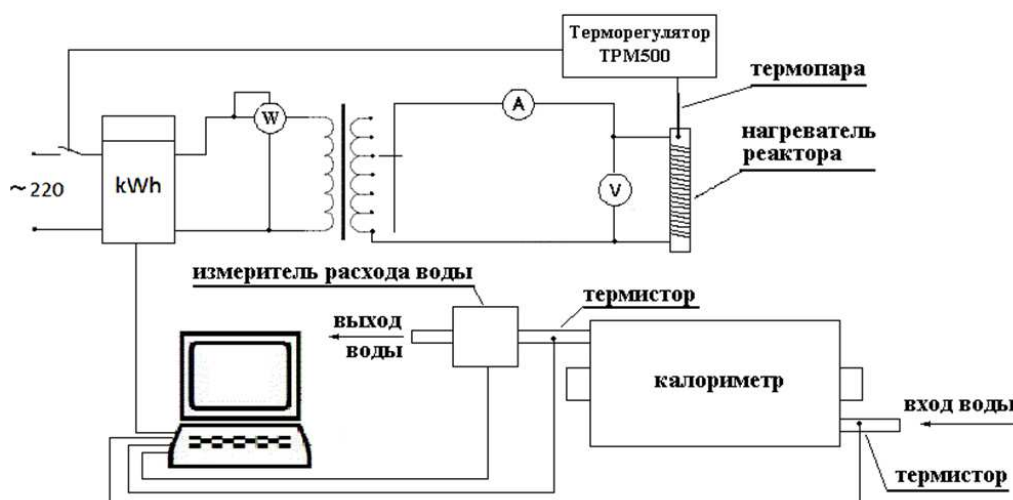 Терморегулятор
ТРМ500
термопара
нагреватель
реактора
A
W
V
kWh
~220
измеритель расхода воды
термистор
выход
воды
калориметр
вход воды
термистор